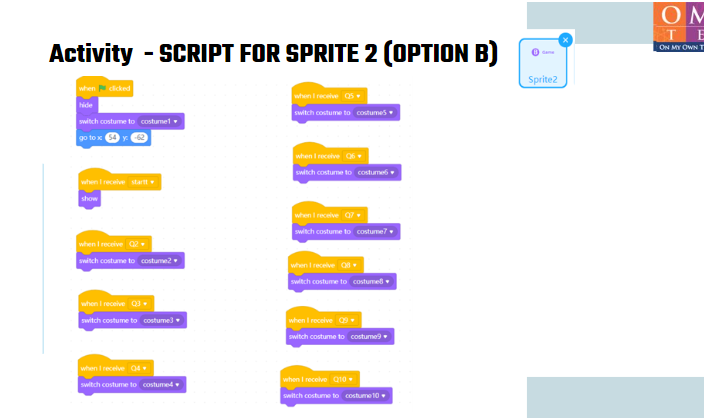 Activity - SCRIPT FOR SPRITE 2 (OPTION B)
when clicked
hide
switch costume to costume1
go to x: 54 y: -62
when I receive startt
show
when I receive Q2
switch costume to costume2
when I receive Q3
switch costume to costume3
when I receive Q4
switch costume to costume4
when I receive Q5
switch costume to costume5
when I receive Q6
switch costume to costume6
when I receive Q7
switch costume to costume7
when I receive Q8
switch costume to costume8
when I receive Q9
switch costume to costume9
when I receive Q10
switch costume to costume10
Game
Sprite2
O M
T E
ON MY OWN T